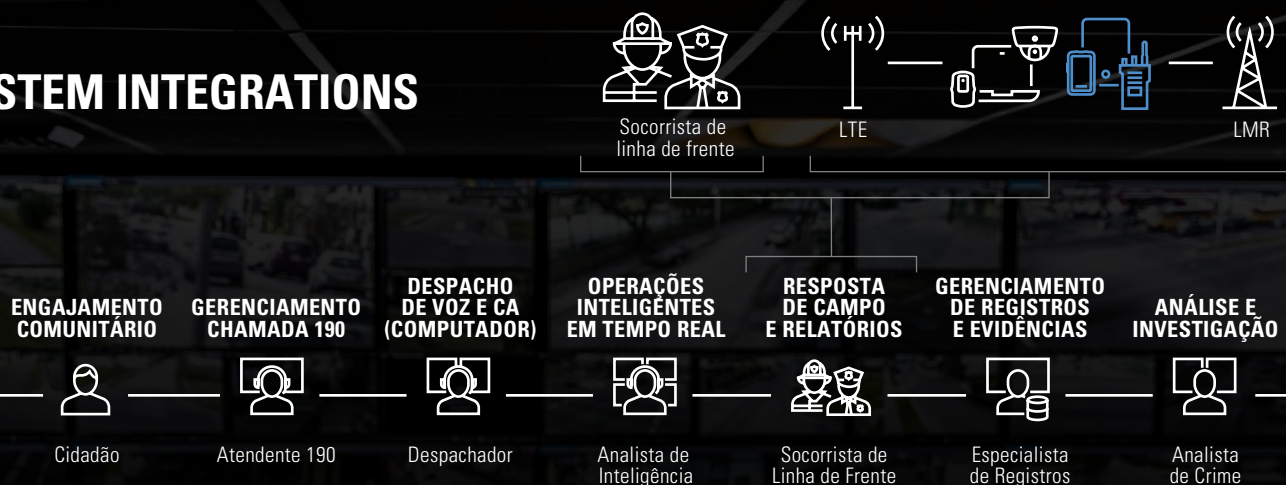 STEM INTEGRATIONS
Socorrista de
linha de frente
LTE
LMR
ENGAJAMENTO
COMUNITÁRIO
GERENCIAMENTO
CHAMADA 190
DESPACHO
DE VOZ E CA
(COMPUTADOR)
OPERAÇÕES
INTELIGENTES
EM TEMPO REAL
RESPOSTA
DE CAMPO
E RELATÓRIOS
GERENCIAMENTO
DE REGISTROS
E EVIDÊNCIAS
ANÁLISE E
INVESTIGAÇÃO
Cidadão
Atendente 190
Despachador
Analista de
Inteligência
Socorrista de
Linha de Frente
Especialista
de Registros
Analista
de Crime